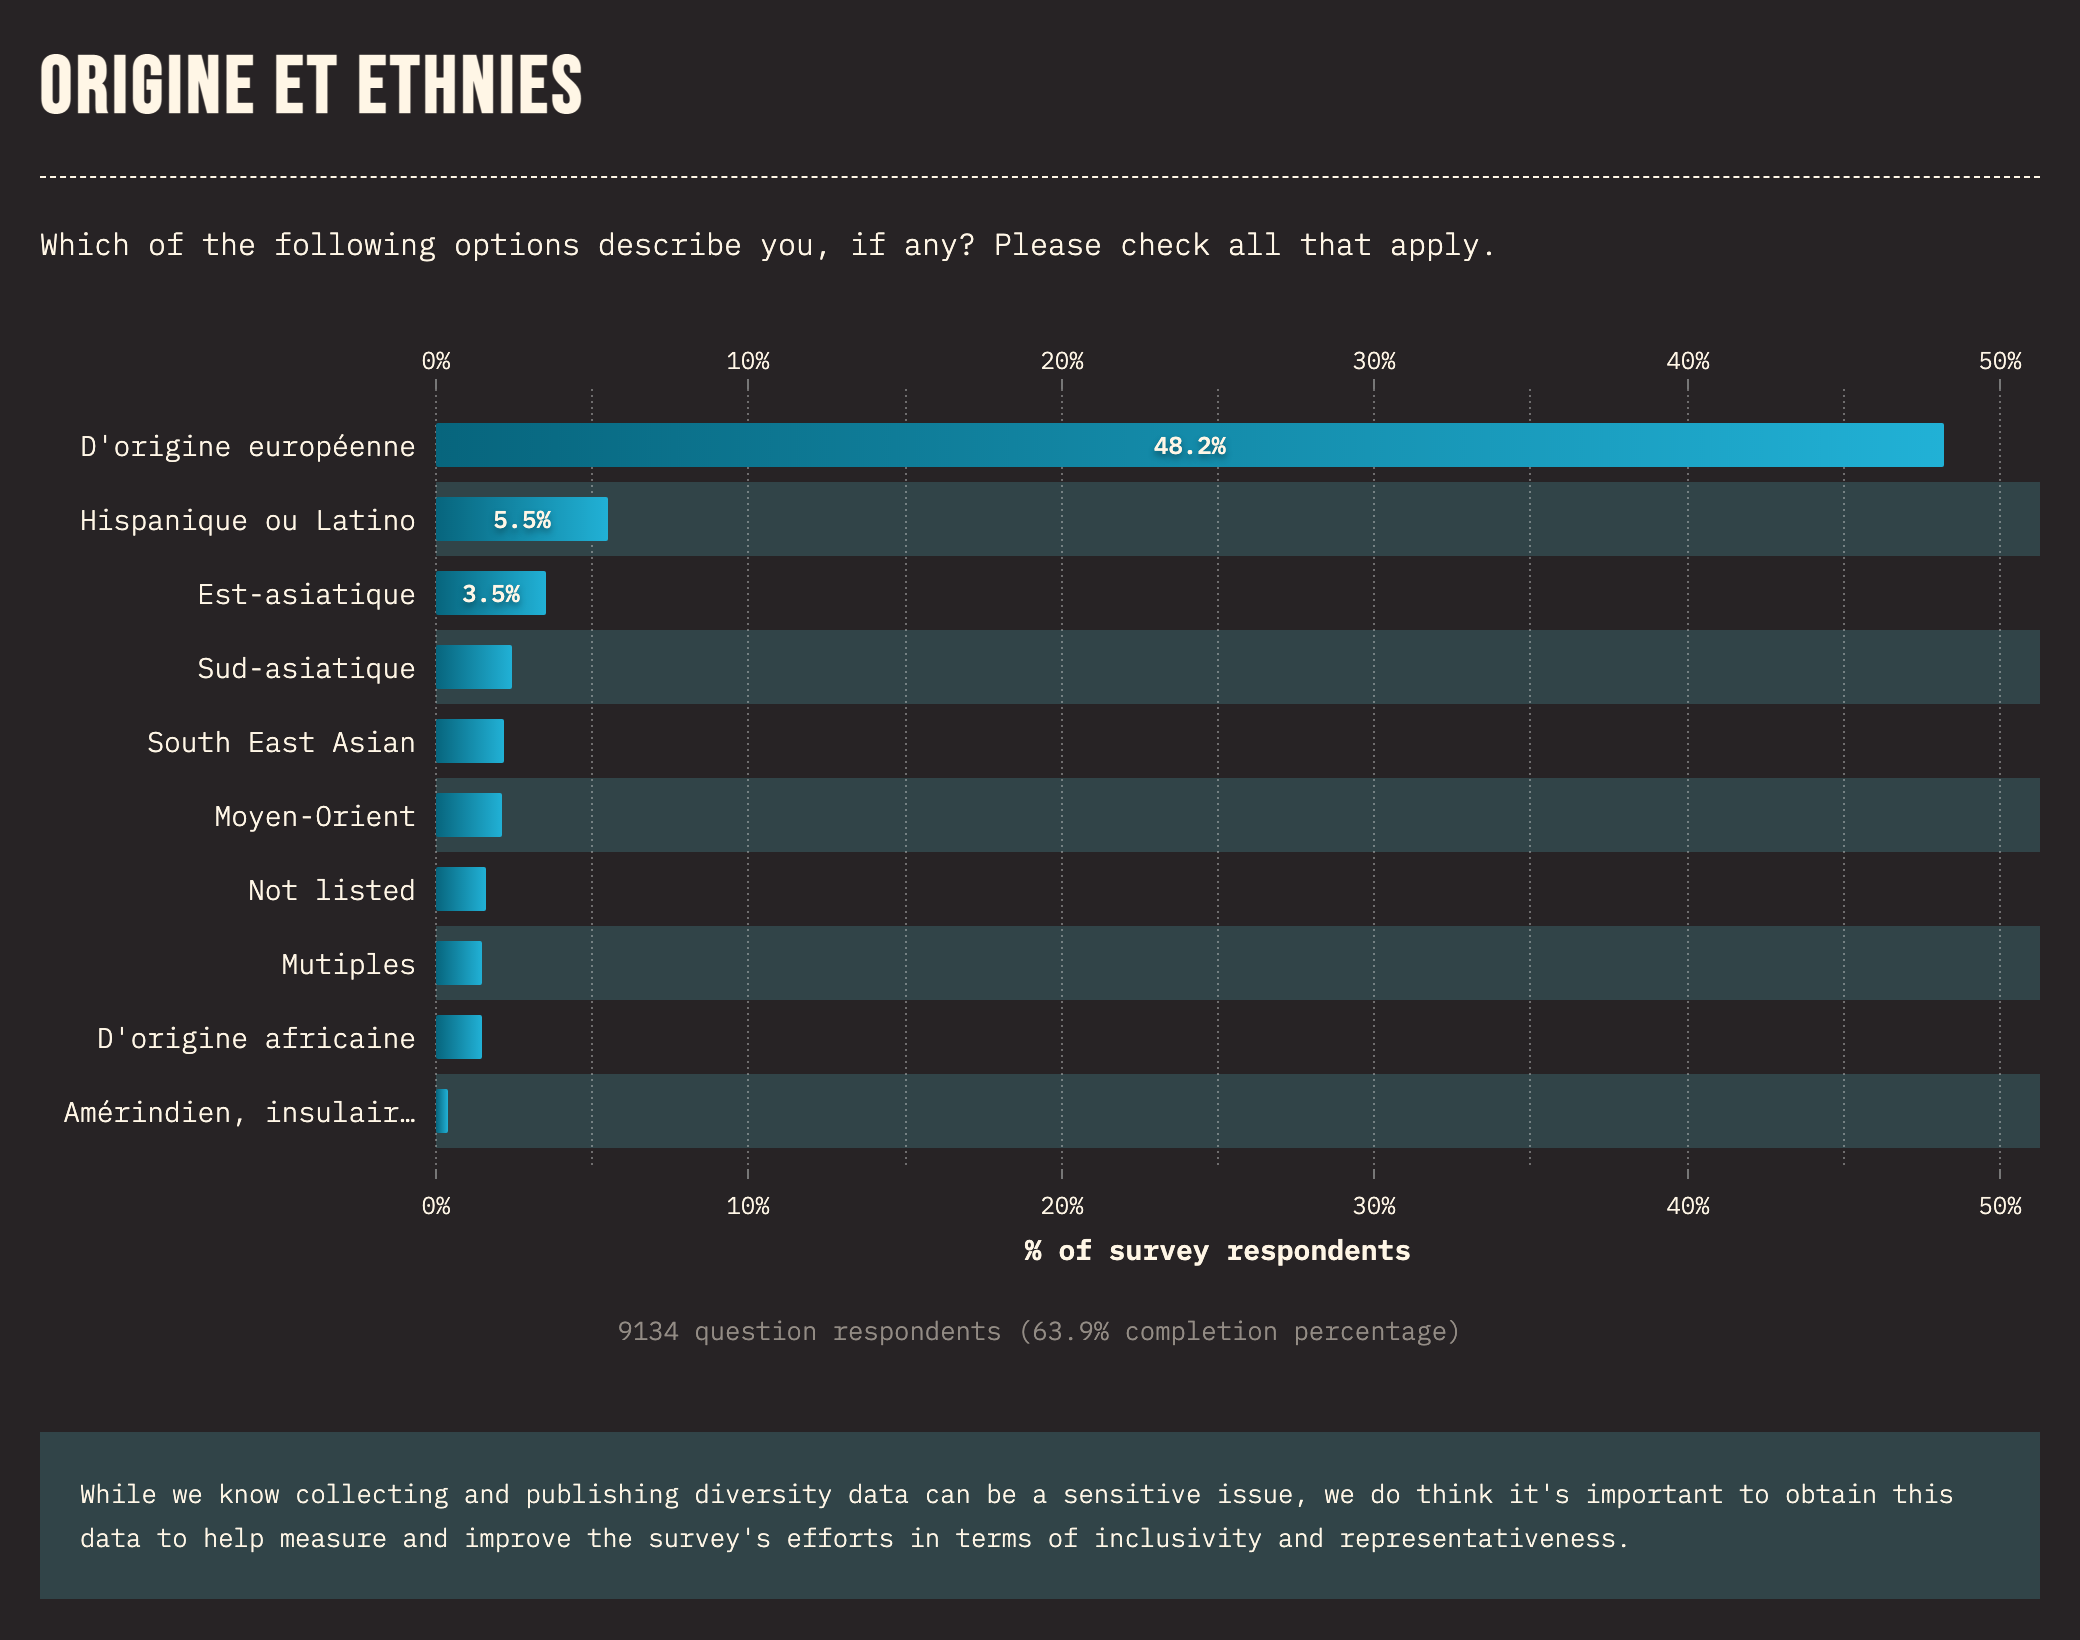 ORIGINE ET ETHNIES
Which of the following options describe you, if any? Please check all that apply.
0% 10% 20% 30% 40% 50%
D'origine européenne 48.2%
Hispanique ou Latino 5.5%
Est-asiatique 3.5%
Sud-asiatique
South East Asian
Moyen-Orient
Not listed
Mutiples
D'origine africaine
Amérindien, insulair…
0% 10% 20% 30% 40% 50%
% of survey respondents
9134 question respondents (63.9% completion percentage)
While we know collecting and publishing diversity data can be a sensitive issue, we do think it's important to obtain this
data to help measure and improve the survey's efforts in terms of inclusivity and representativeness.